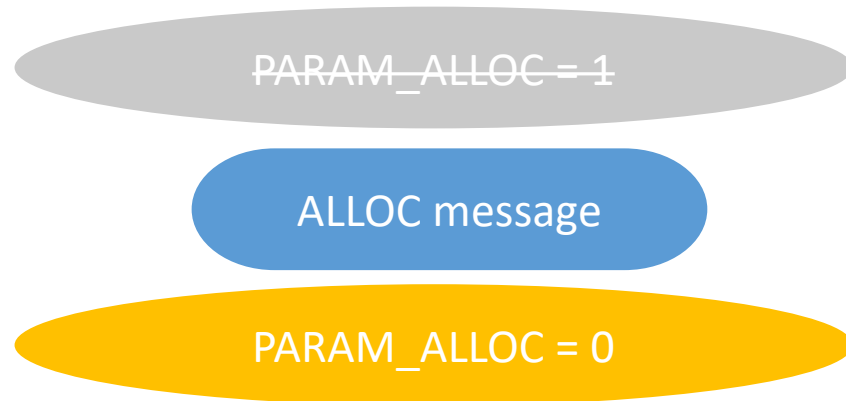 PARAM_ALLOC = 1
ALLOC message
PARAM_ALLOC = 0